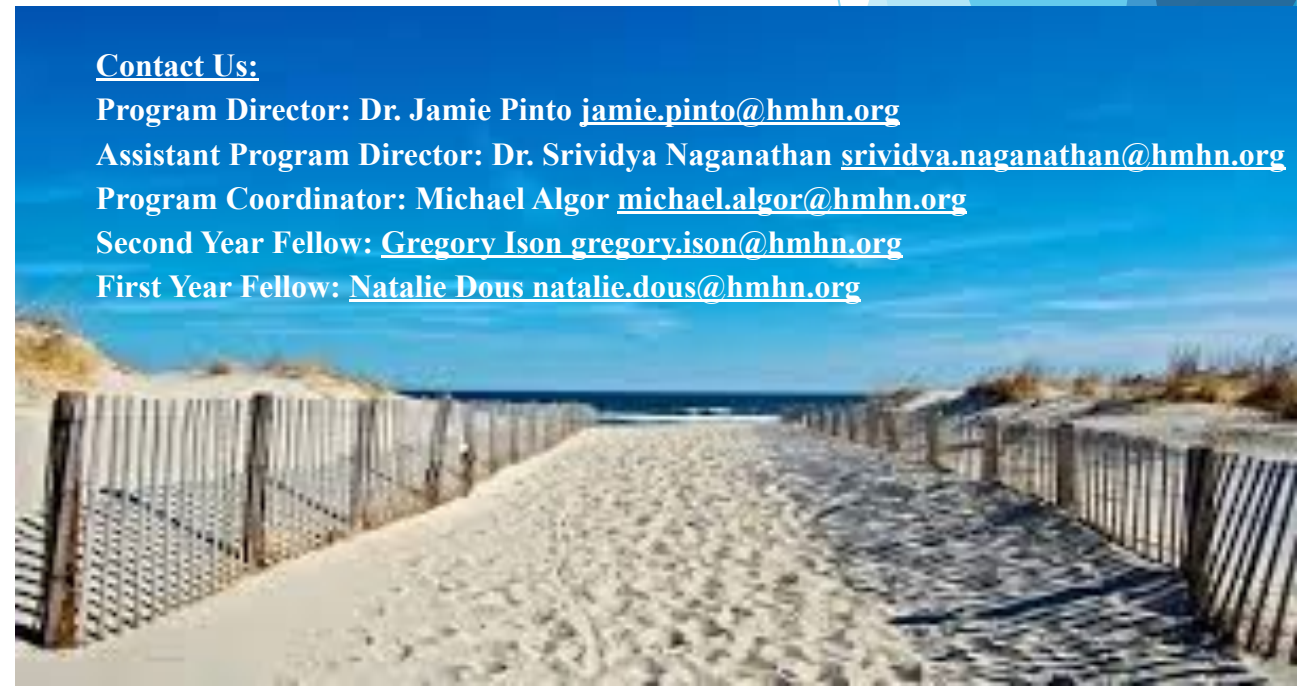 Contact Us:
Program Director: Dr. Jamie Pinto jamie.pinto@hmhn.org
Assistant Program Director: Dr. Srividya Naganathan srividya.naganathan@hmhn.org
Program Coordinator: Michael Algor michael.algor@hmhn.org
Second Year Fellow: Gregory Ison gregory.ison@hmhn.org
First Year Fellow: Natalie Dous natalie.dous@hmhn.org